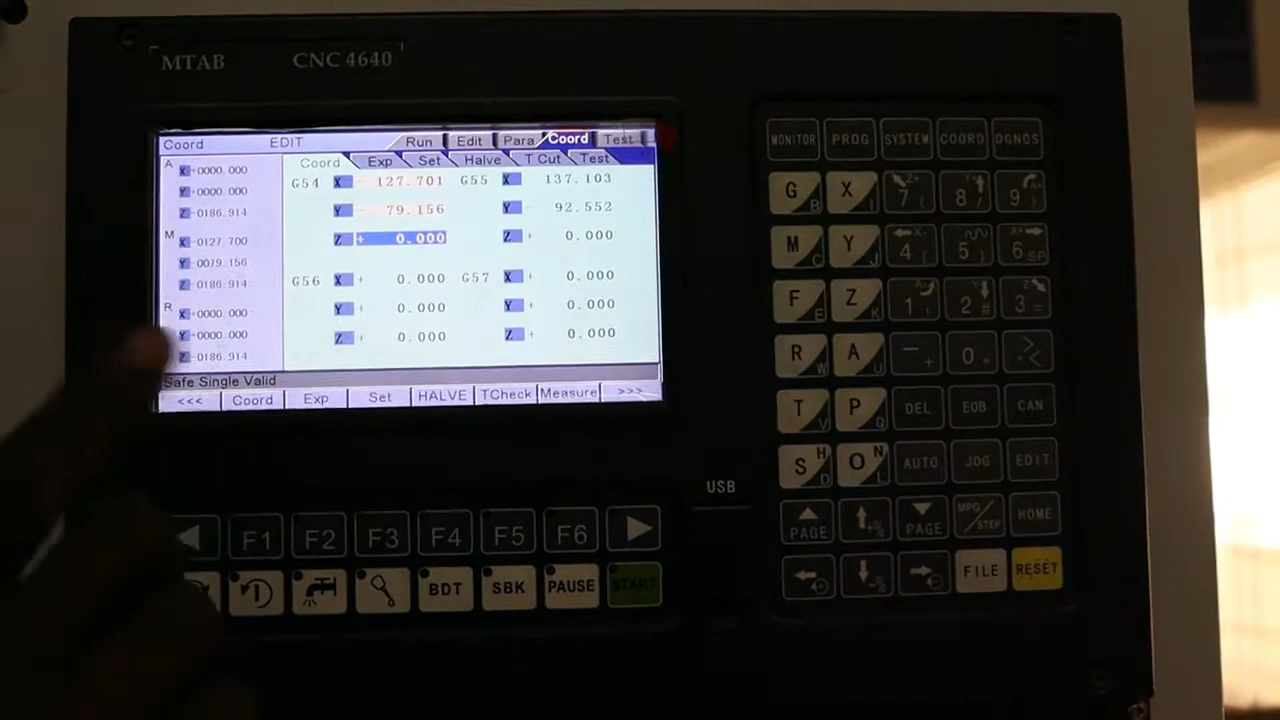 MTAB CNC 4640
Coord EDIT Run Edit Para Coord Test
Coord Exp Set Halve T Cut Test
A X+0000.000
Y+0000.000
Z-0186.914
M X-0127.700
Y 0079.156
Z-0186.914
R X+0000.000
Y+0000.000
Z-0186.914
G54 X - 127.701 G55 X 137.103
Y - 79.156 Y - 92.552
Z + 0.000 Z + 0.000
G56 X + 0.000 G57 X + 0.000
Y + 0.000 Y + 0.000
Z + 0.000 Z + 0.000
Safe Single Valid
<<< Coord Exp Set HALVE TCheck Measure >>>
USB
F1 F2 F3 F4 F5 F6
BDT SBK PAUSE START
MONITOR PROG SYSTEM COORD DGNOS
G B X I 7 8 9
M C Y J 4 5 6 SP
F E Z K 1 2 # 3 =
R W A U - + 0
T V P Q DEL EOB CAN
S H D O N L AUTO JOG EDIT
PAGE PAGE MPG/STEP HOME
FILE RESET